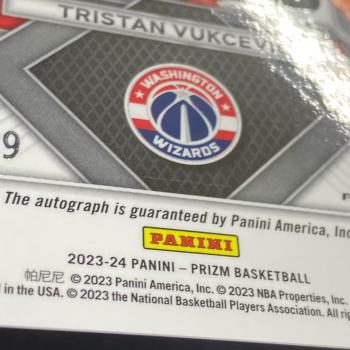 TRISTAN VUKCEVI
WASHINGTON
WIZARDS
9
The autograph is guaranteed by Panini America, Inc
PANINI
2023-24 PANINI – PRIZM BASKETBALL
帕尼尼 © 2023 Panini America, Inc. © 2023 NBA Properties, Inc.
in the USA. © 2023 the National Basketball Players Association. All rig